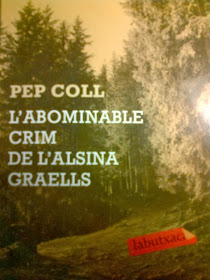 PEP COLL
L'ABOMINABLE
CRIM
DE L'ALSINA
GRAELLS
labutxaca